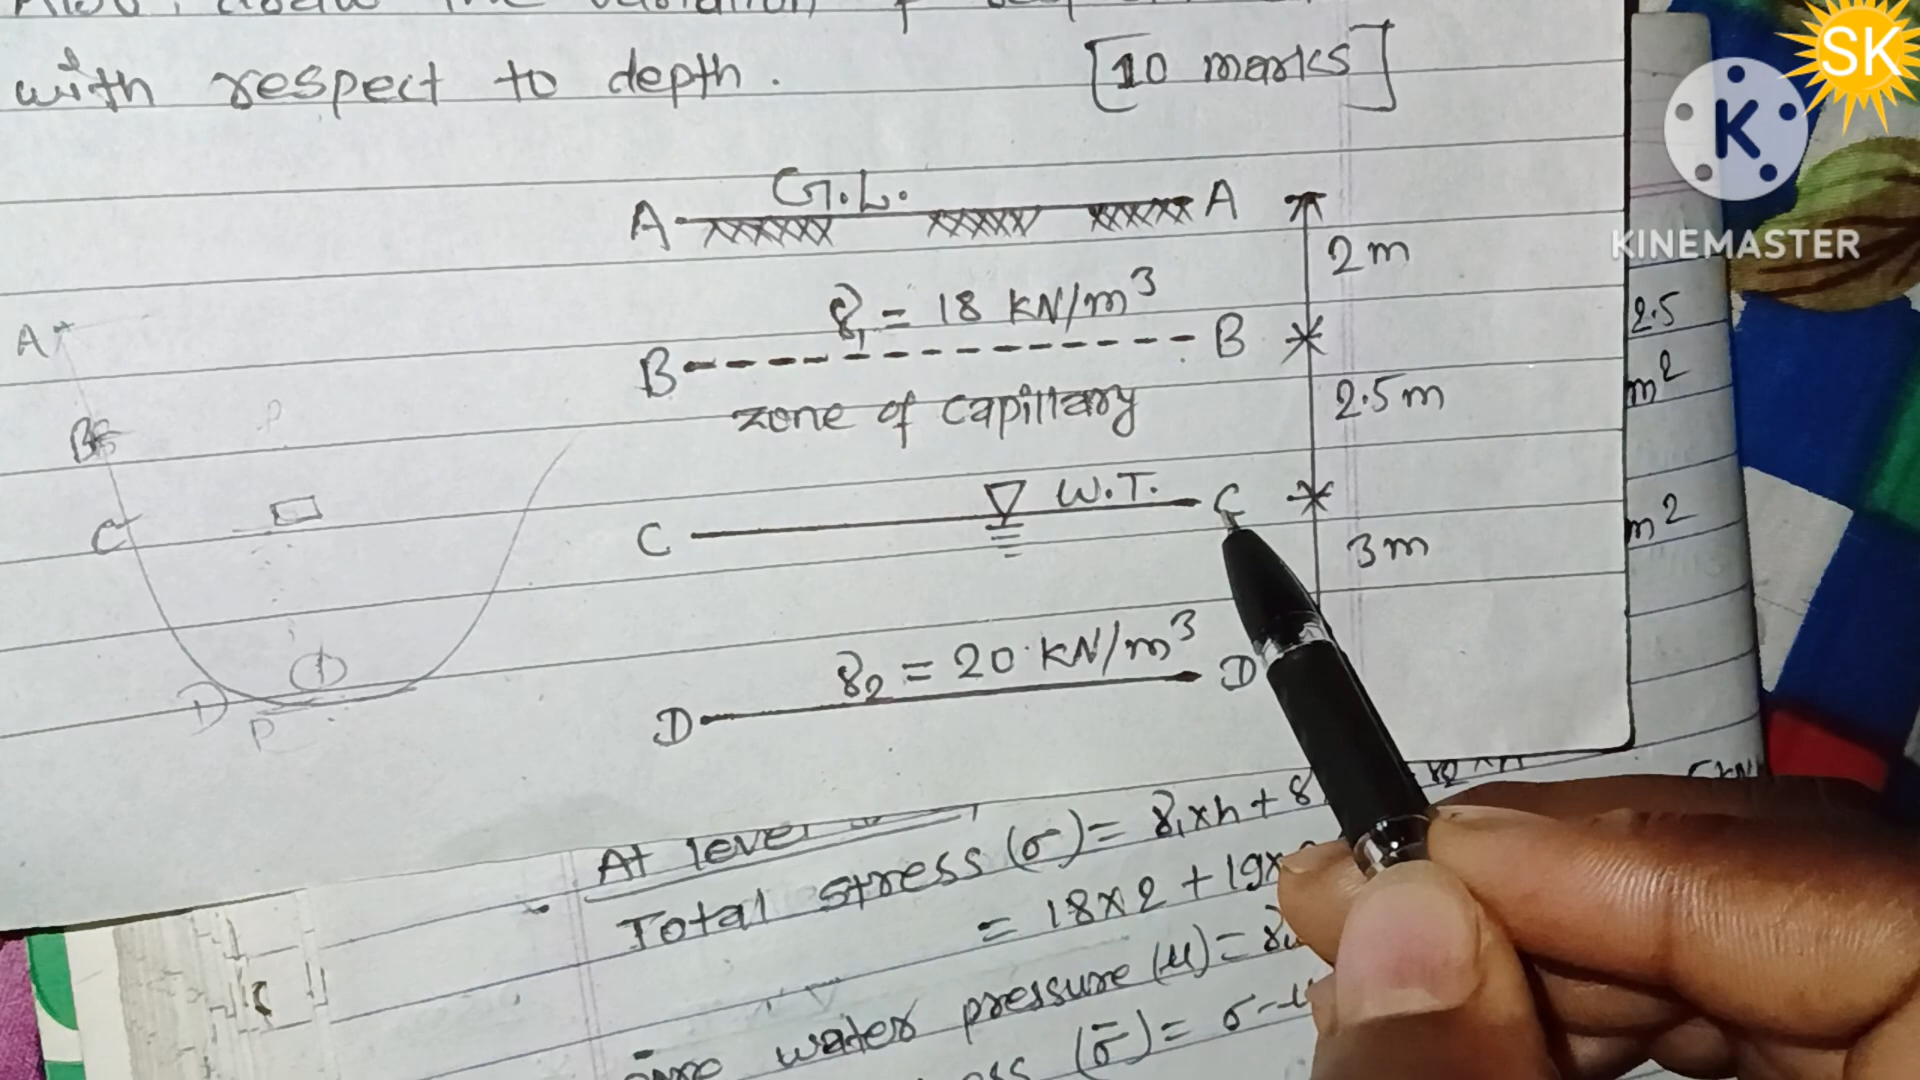 with respect to depth.
[10 marks]
SK
K
KINEMASTER
G.L.
A A
2m
γ1 = 18 KN/m³
B B
zone of capillary
2.5m
W.T.
C C
3m
γ2 = 20 KN/m³
D D
A
B
C
D
P
2.5
m²
m²
At level
Total stress (σ) = γ1xh + γ
= 18x2 + 19x
water pressure (μ) =
(σ̄) = σ-μ